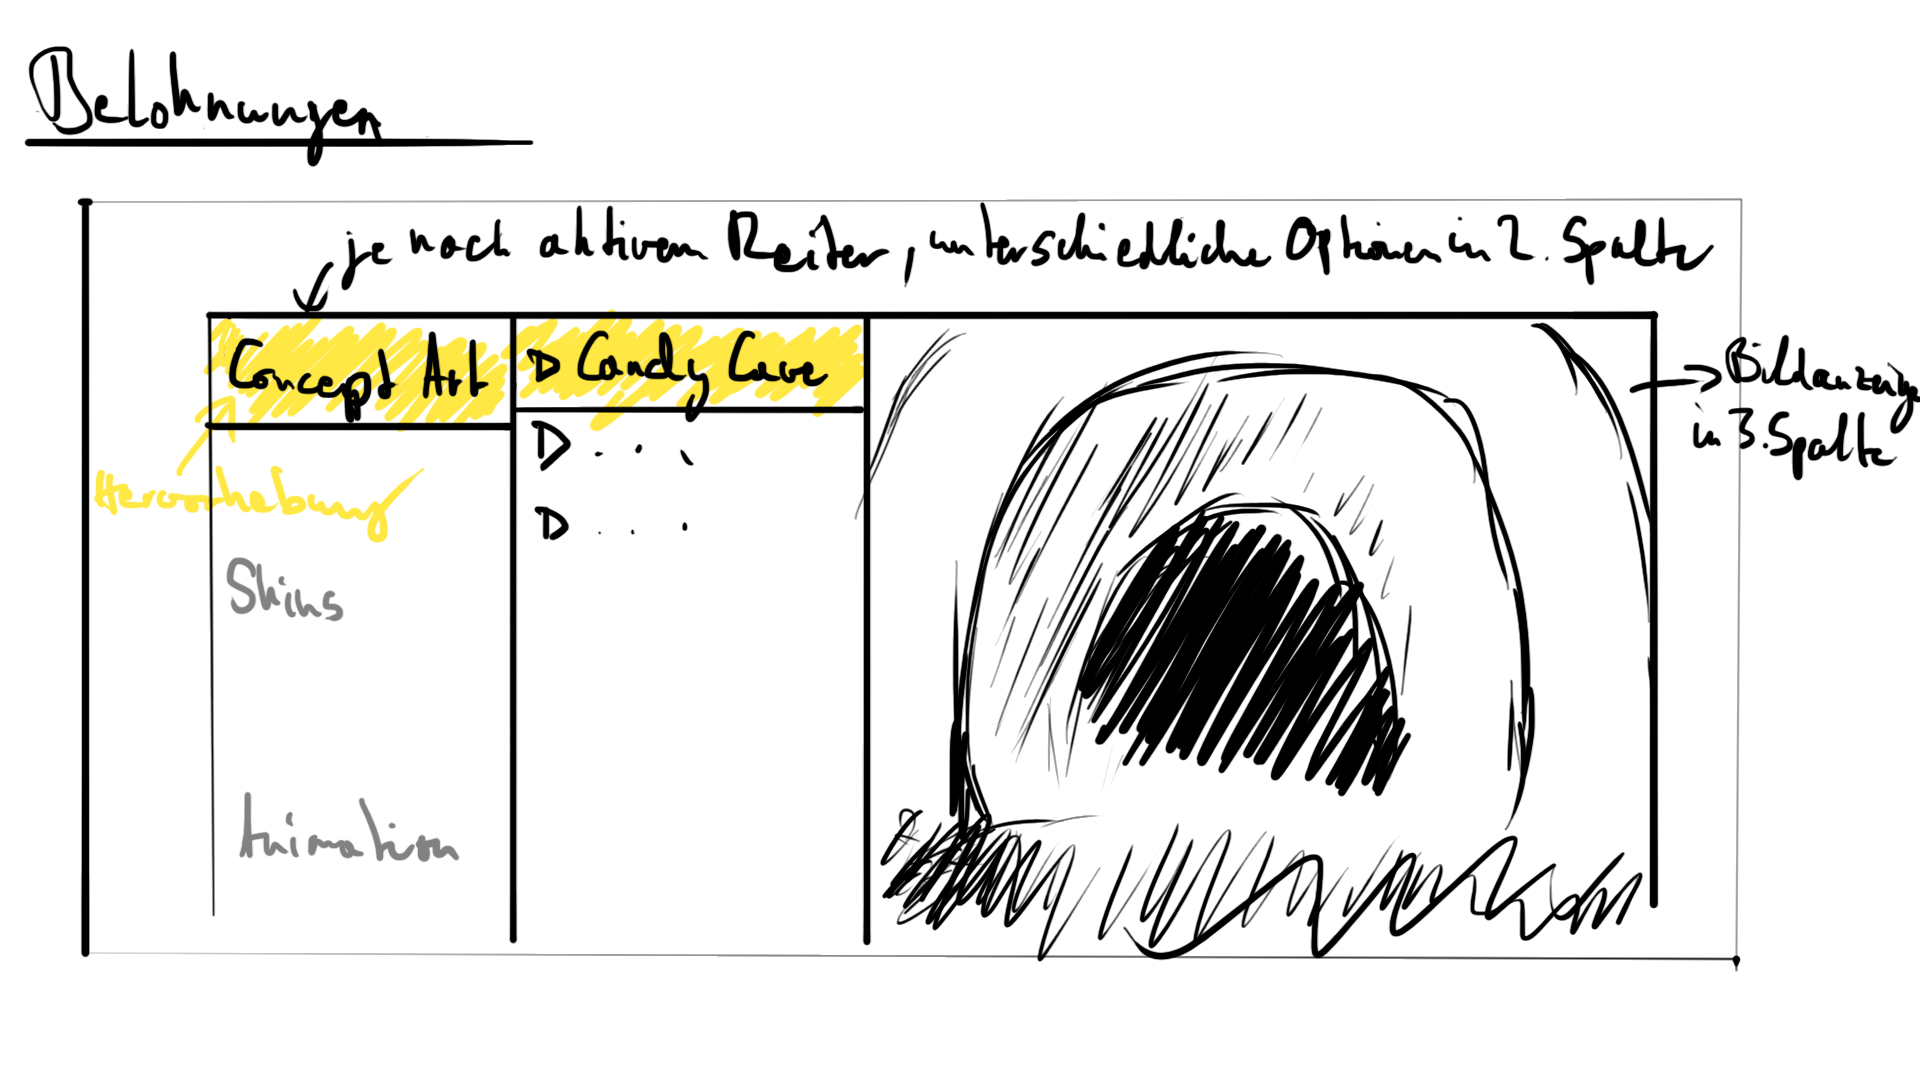 Belohnungen
je nach aktivem Reiter, unterschiedliche Optionen in 2. Spalte
Concept Art
Candy Cave
Bildanzeige
in 3. Spalte
. . .
Hervorhebung
. . .
Skins
Animation